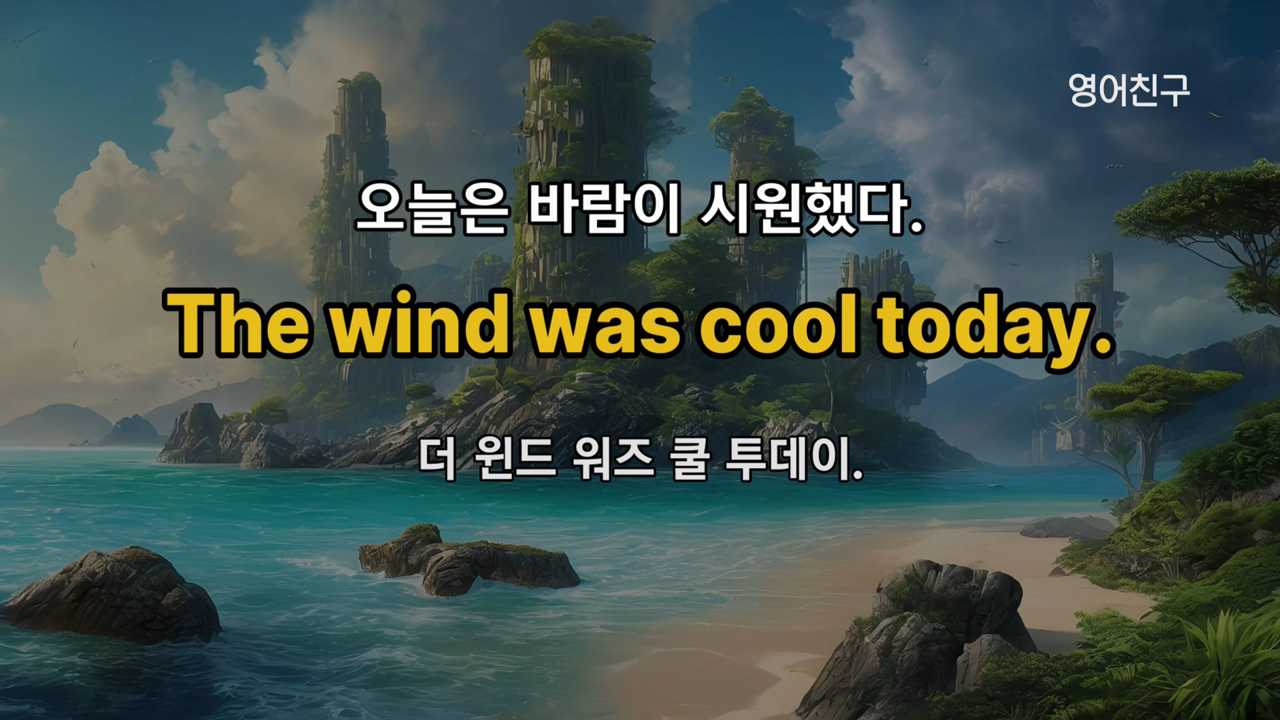 영어친구
오늘은 바람이 시원했다.
The wind was cool today.
더 윈드 워즈 쿨 투데이.